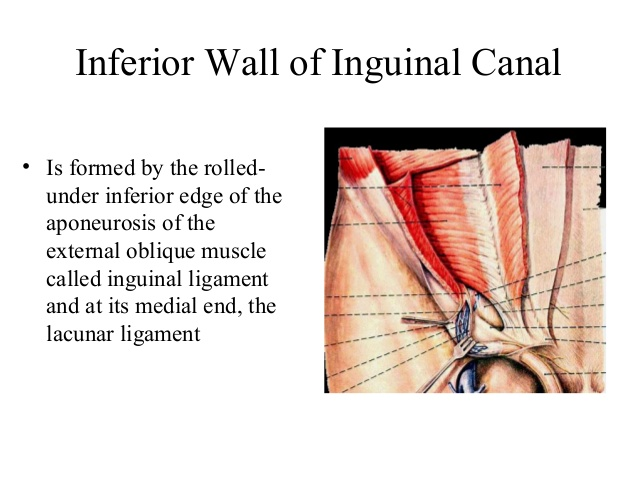 Inferior Wall of Inguinal Canal
• Is formed by the rolled-
under inferior edge of the
aponeurosis of the
external oblique muscle
called inguinal ligament
and at its medial end, the
lacunar ligament